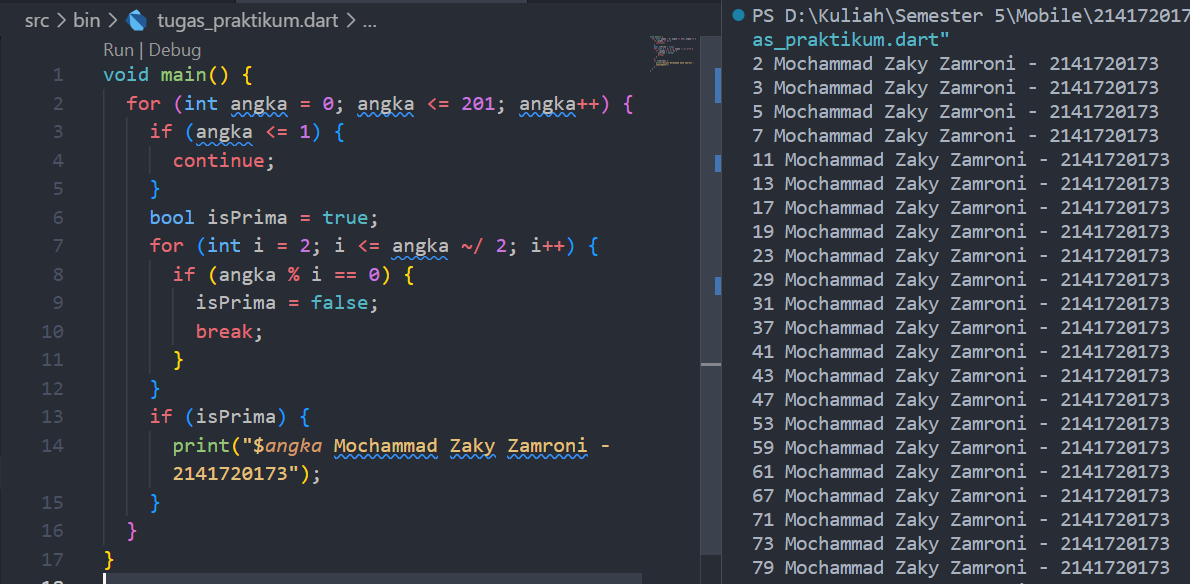 src > bin > tugas_praktikum.dart > ...
Run | Debug
1 void main() {
2 for (int angka = 0; angka <= 201; angka++) {
3 if (angka <= 1) {
4 continue;
5 }
6 bool isPrima = true;
7 for (int i = 2; i <= angka ~/ 2; i++) {
8 if (angka % i == 0) {
9 isPrima = false;
10 break;
11 }
12 }
13 if (isPrima) {
14 print("$angka Mochammad Zaky Zamroni -
2141720173");
15 }
16 }
17 }
PS D:\Kuliah\Semester 5\Mobile\214172017
as_praktikum.dart"
2 Mochammad Zaky Zamroni - 2141720173
3 Mochammad Zaky Zamroni - 2141720173
5 Mochammad Zaky Zamroni - 2141720173
7 Mochammad Zaky Zamroni - 2141720173
11 Mochammad Zaky Zamroni - 2141720173
13 Mochammad Zaky Zamroni - 2141720173
17 Mochammad Zaky Zamroni - 2141720173
19 Mochammad Zaky Zamroni - 2141720173
23 Mochammad Zaky Zamroni - 2141720173
29 Mochammad Zaky Zamroni - 2141720173
31 Mochammad Zaky Zamroni - 2141720173
37 Mochammad Zaky Zamroni - 2141720173
41 Mochammad Zaky Zamroni - 2141720173
43 Mochammad Zaky Zamroni - 2141720173
47 Mochammad Zaky Zamroni - 2141720173
53 Mochammad Zaky Zamroni - 2141720173
59 Mochammad Zaky Zamroni - 2141720173
61 Mochammad Zaky Zamroni - 2141720173
67 Mochammad Zaky Zamroni - 2141720173
71 Mochammad Zaky Zamroni - 2141720173
73 Mochammad Zaky Zamroni - 2141720173
79 Mochammad Zaky Zamroni - 2141720173